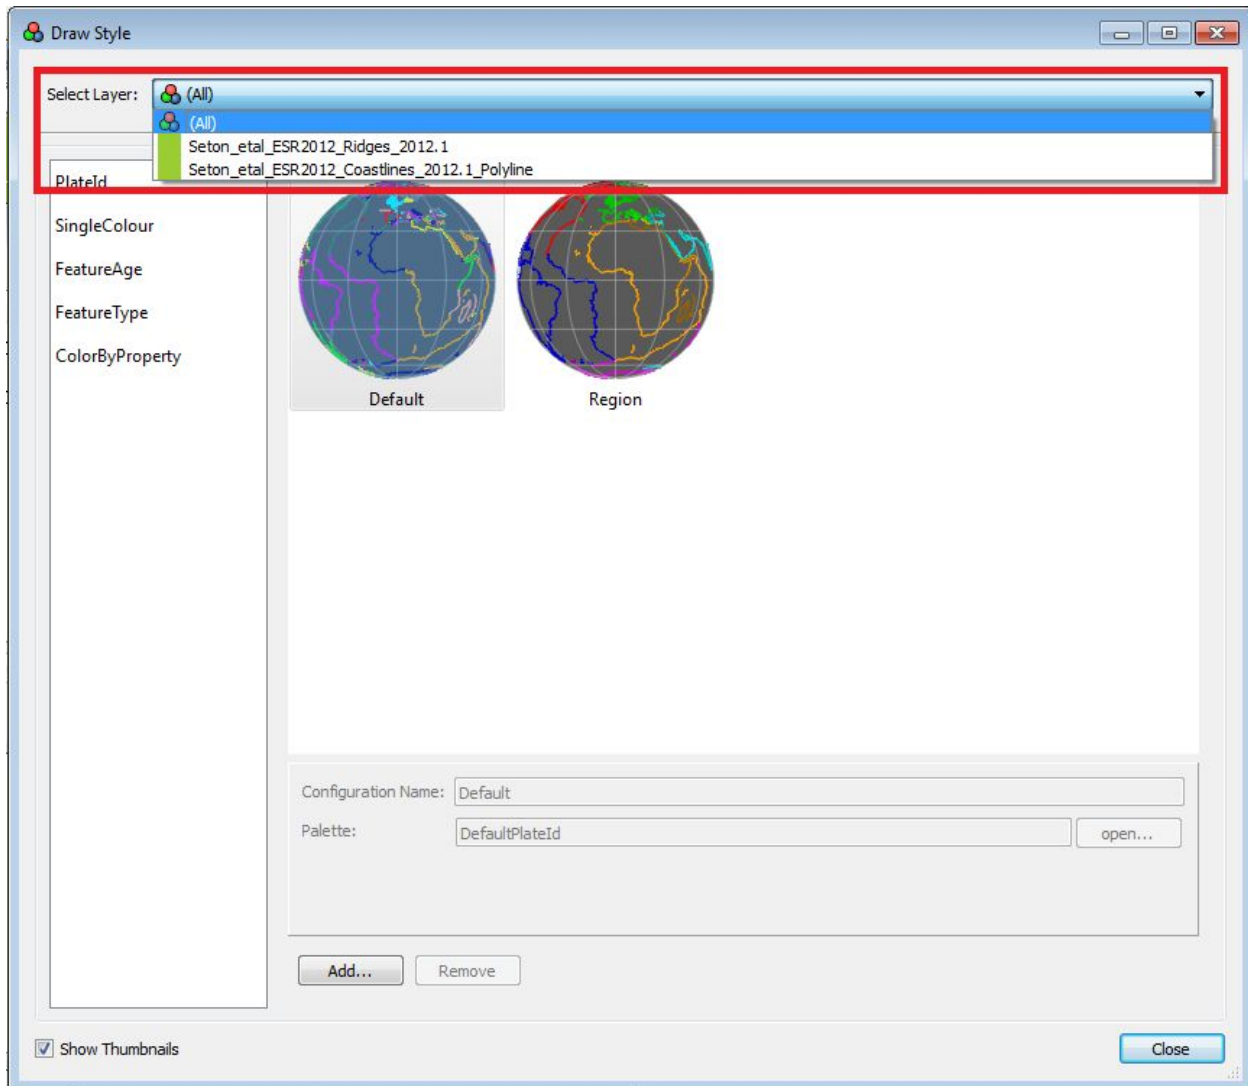 Draw Style
Select Layer: (All)
(All)
Seton_etal_ESR2012_Ridges_2012.1
Seton_etal_ESR2012_Coastlines_2012.1_Polyline
PlateId
SingleColour
FeatureAge
FeatureType
ColorByProperty
Default
Region
Configuration Name: Default
Palette: DefaultPlateId open...
Add... Remove
Show Thumbnails
Close